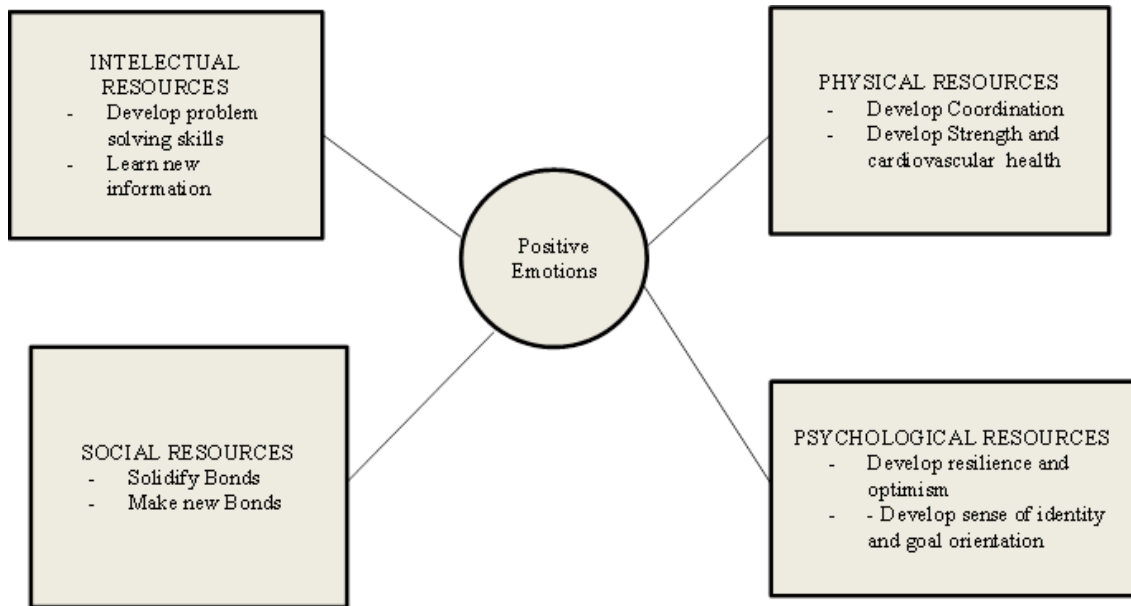 INTELECTUAL
RESOURCES
- Develop problem
solving skills
- Learn new
information
PHYSICAL RESOURCES
- Develop Coordination
- Develop Strength and
cardiovascular health
Positive
Emotions
SOCIAL RESOURCES
- Solidify Bonds
- Make new Bonds
PSYCHOLOGICAL RESOURCES
- Develop resilience and
optimism
- - Develop sense of identity
and goal orientation